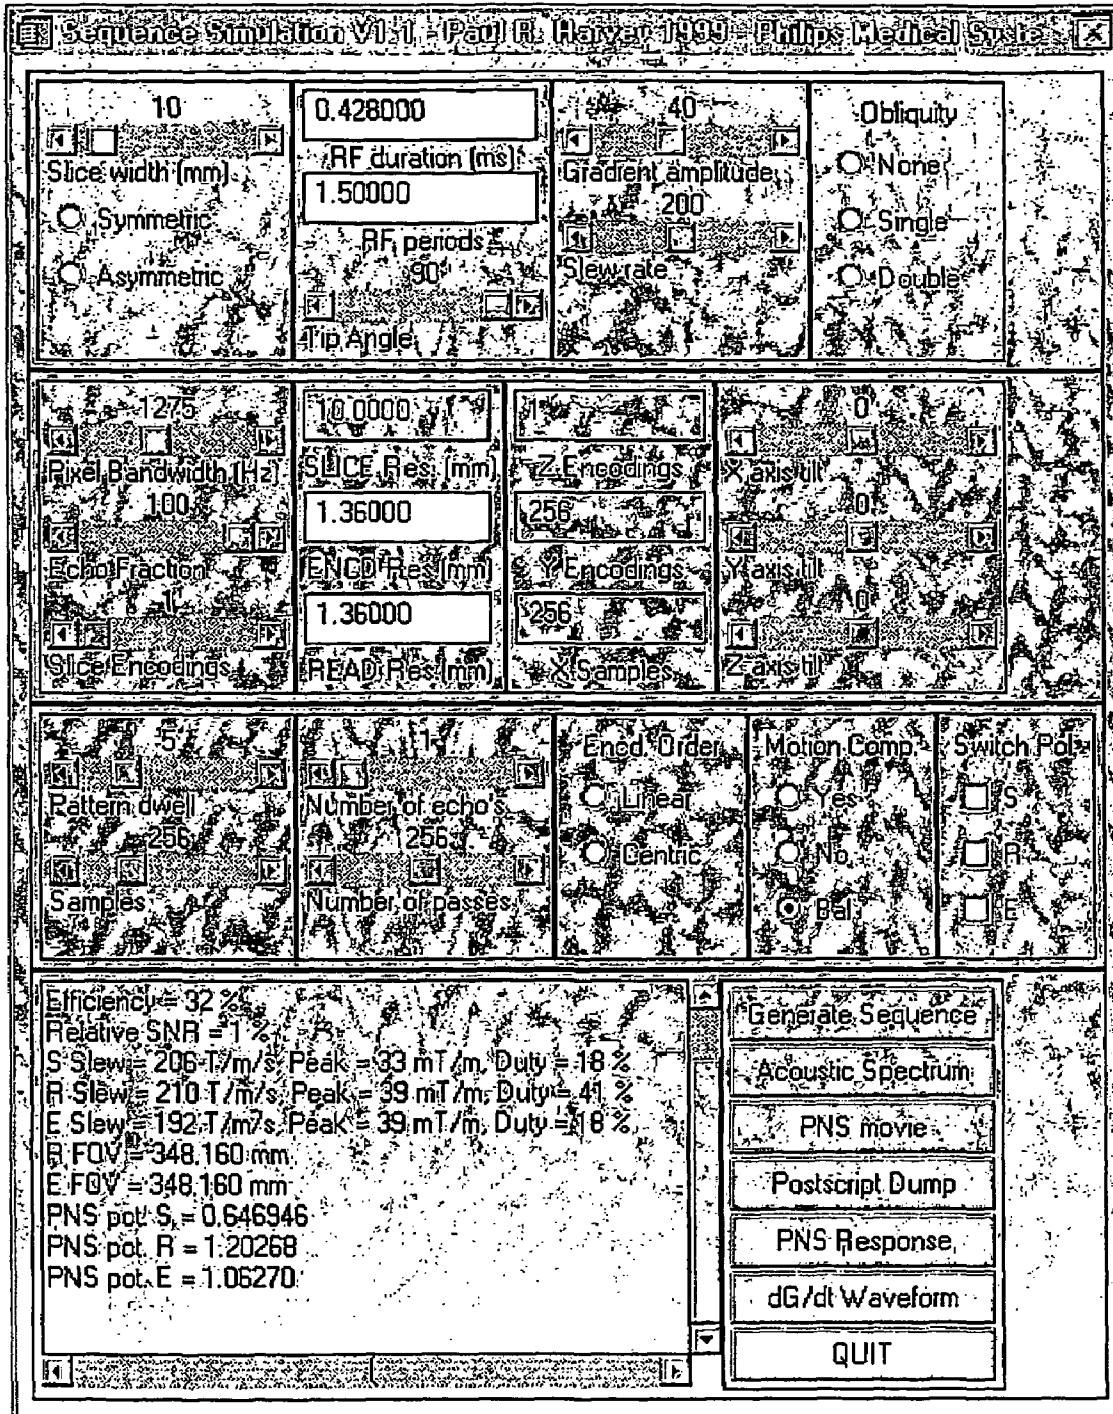 Sequence Simulation V1.1 - Paul R. Harvey 1999 - Philips Medical Syste
10
Slice width (mm)
Symmetric
Asymmetric
0.428000
RF duration (ms)
1.50000
RF periods
90
Tip Angle
40
Gradient amplitude
200
Slew rate
Obliquity
None
Single
Double
1275
Pixel Bandwidth (Hz)
100
Echo Fraction
1
Slice Encodings
10.0000
SLICE Res. (mm)
1.36000
ENCD Res. (mm)
1.36000
READ Res. (mm)
1
Z Encodings
256
Y Encodings
256
X Samples
0
X axis tilt
0
Y axis tilt
0
Z axis tilt
5
Pattern dwell
256
Samples
1
Number of echo's
256
Number of passes
Encd. Order
Linear
Centric
Motion Comp.
Yes
No
Bal.
Switch Pol.
S
R
E
Efficiency = 32 %
Relative SNR = 1 %
S Slew = 206 T/m/s, Peak = 33 mT/m, Duty = 18 %
R Slew = 210 T/m/s, Peak = 39 mT/m, Duty = 41 %
E Slew = 192 T/m/s, Peak = 39 mT/m, Duty = 18 %
R FOV = 348.160 mm
E FOV = 348.160 mm
PNS pot. S = 0.646946
PNS pot. R = 1.20268
PNS pot. E = 1.06270
Generate Sequence
Acoustic Spectrum
PNS movie
Postscript Dump
PNS Response
dG/dt Waveform
QUIT